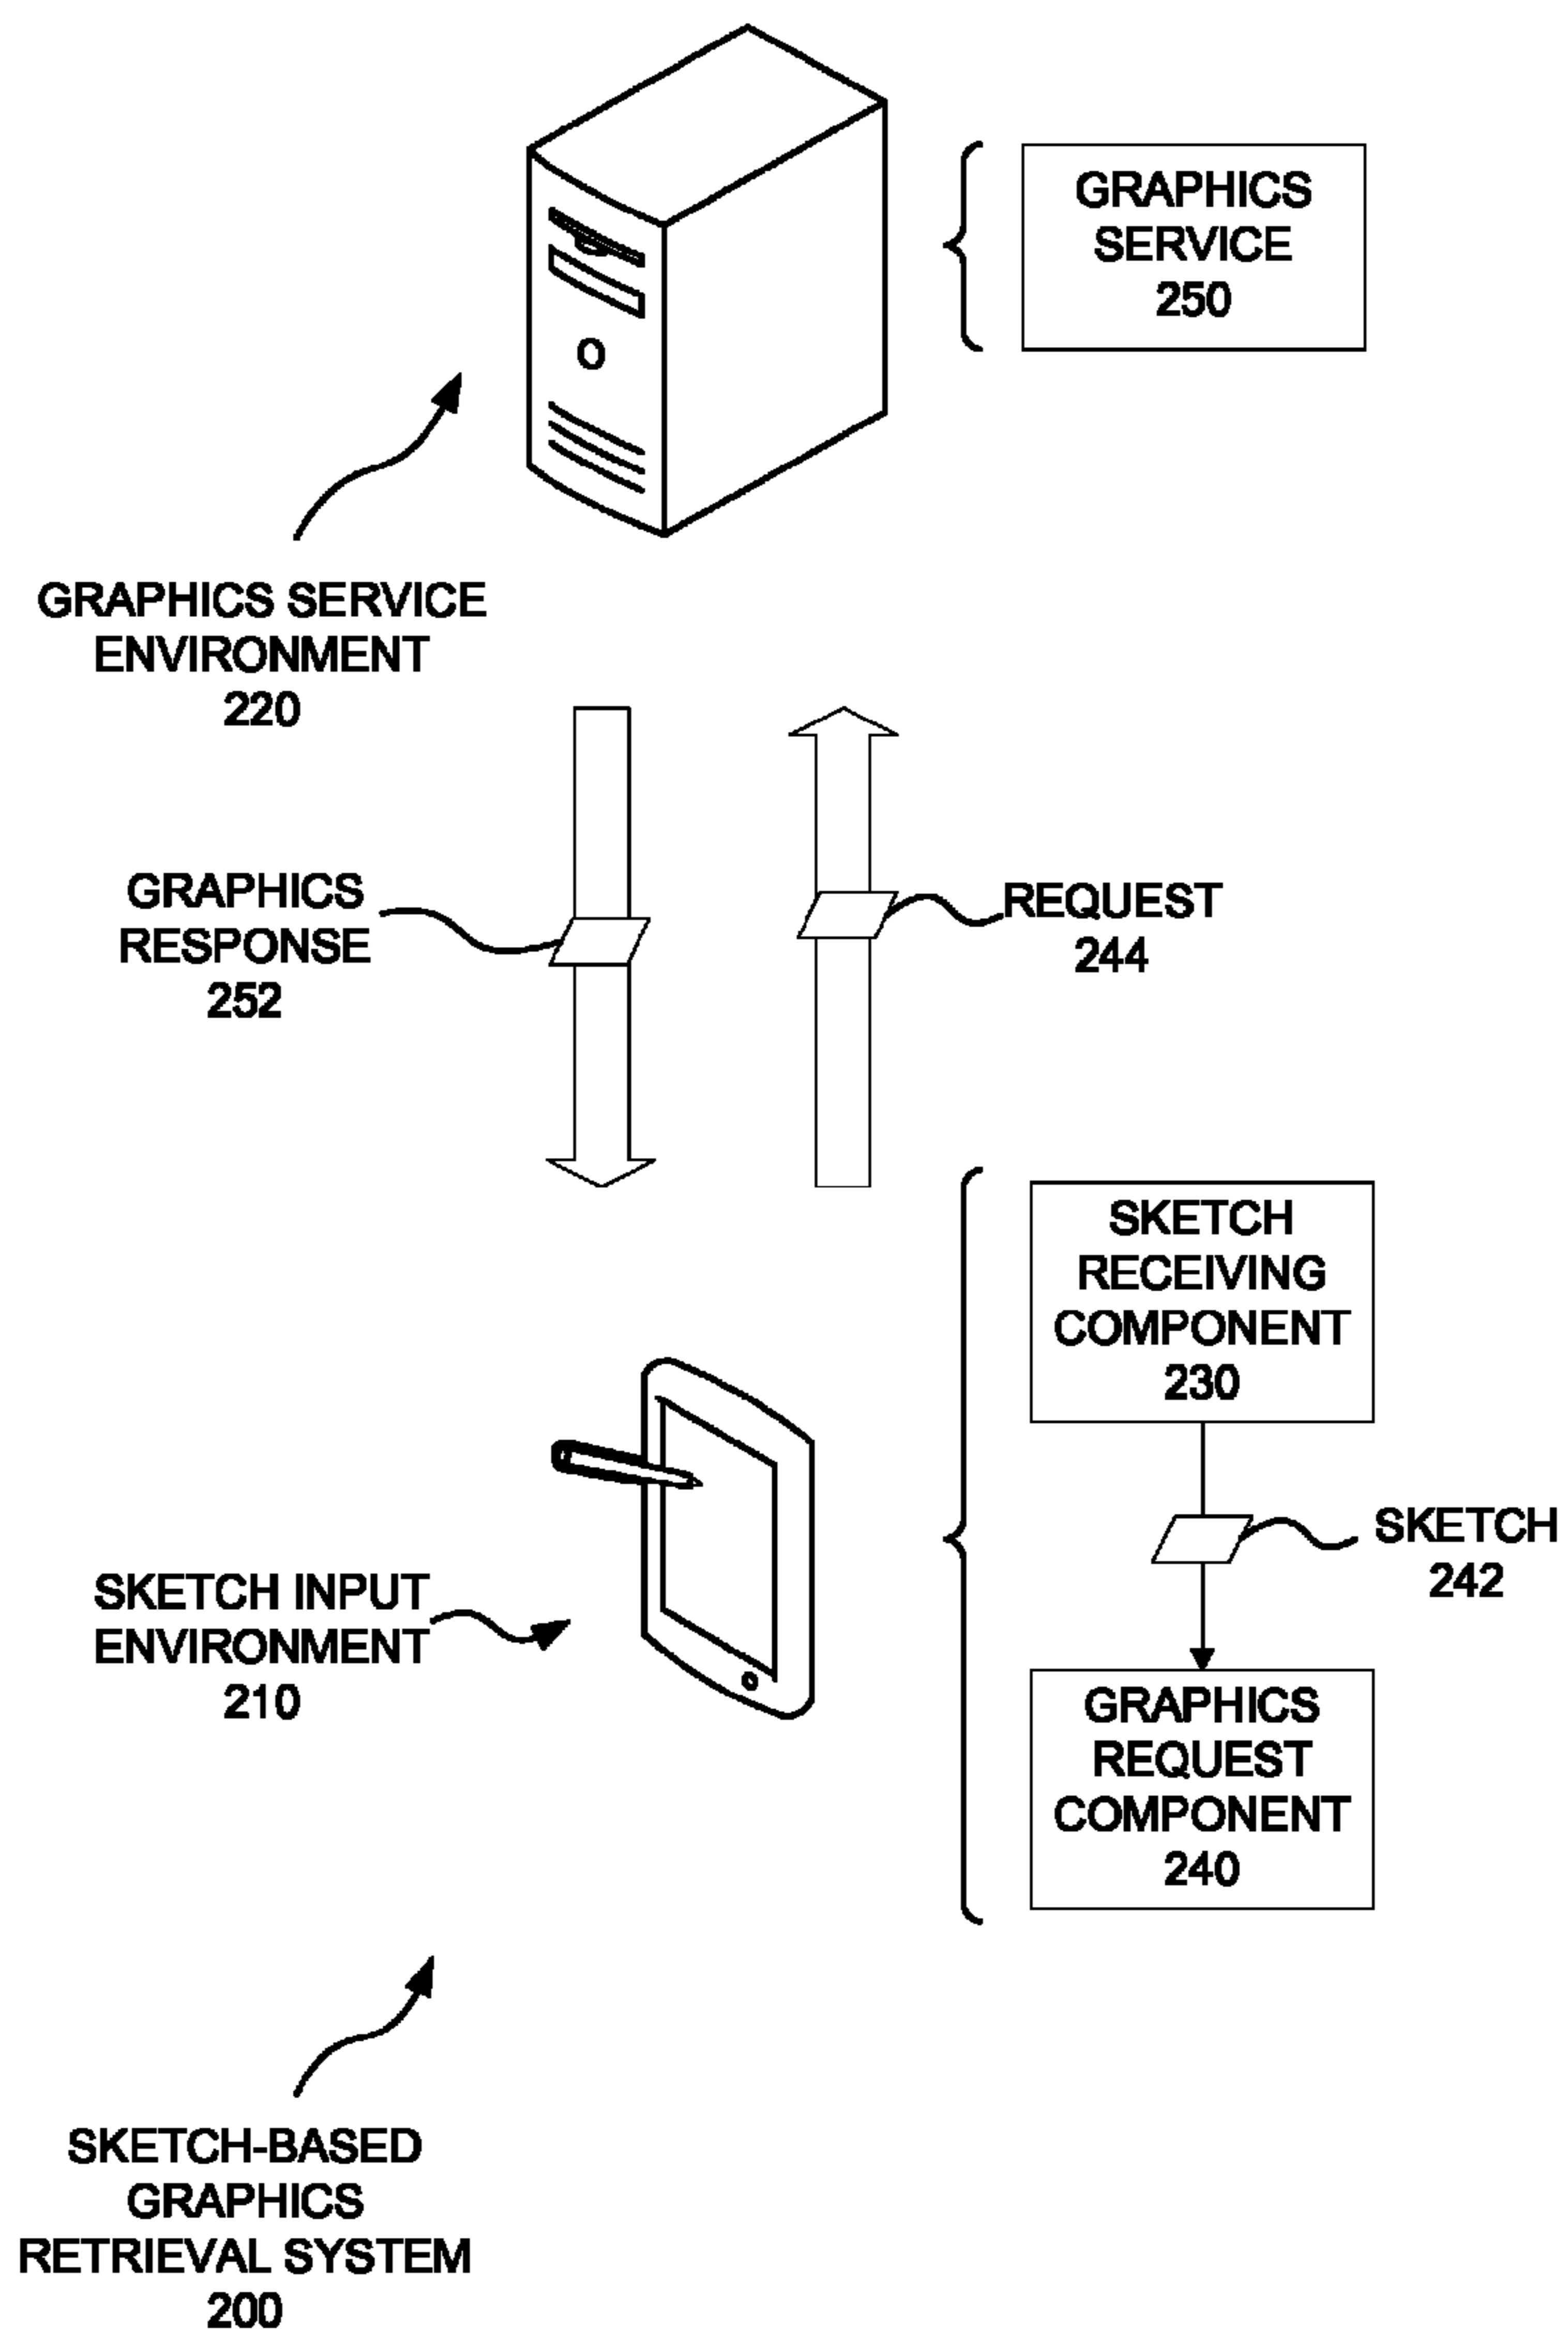 GRAPHICS
SERVICE
250
GRAPHICS SERVICE
ENVIRONMENT
220
GRAPHICS
RESPONSE
252
REQUEST
244
SKETCH
RECEIVING
COMPONENT
230
SKETCH
242
SKETCH INPUT
ENVIRONMENT
210
GRAPHICS
REQUEST
COMPONENT
240
SKETCH-BASED
GRAPHICS
RETRIEVAL SYSTEM
200